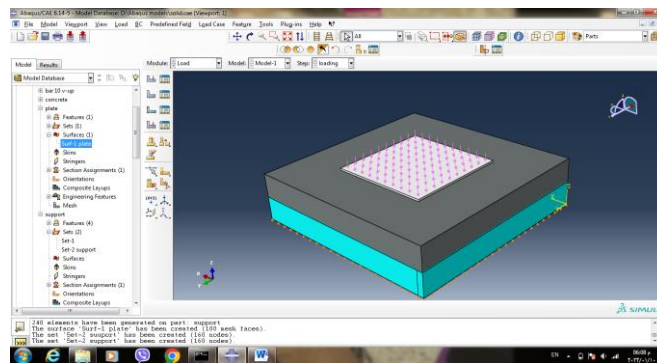 Abaqus/CAE 6.14-5 - Model Database: D:\Abaqus models\solid.cae [Viewport: 1]
File Model Viewport View Load BC Predefined Field Load Case Feature Tools Plug-ins Help
All Parts
Model Results Module: Load Model: Model-1 Step: loading
Model Database
bar 10 v-up
concrete
plate
Features (1)
Sets (1)
Surfaces (1)
Surf-1 plate
Skins
Stringers
Section Assignments (1)
Orientations
Composite Layups
Engineering Features
Mesh
support
Features (4)
Sets (2)
Set-1
Set-2 support
Surfaces
Skins
Stringers
Section Assignments (1)
Orientations
Composite Layups
240 elements have been generated on part: support
The surface 'Surf-1 plate' has been created (100 mesh faces).
The set 'Set-2 support' has been created (160 nodes).
The set 'Set-2 support' has been created (160 nodes).
SIMUL
EN